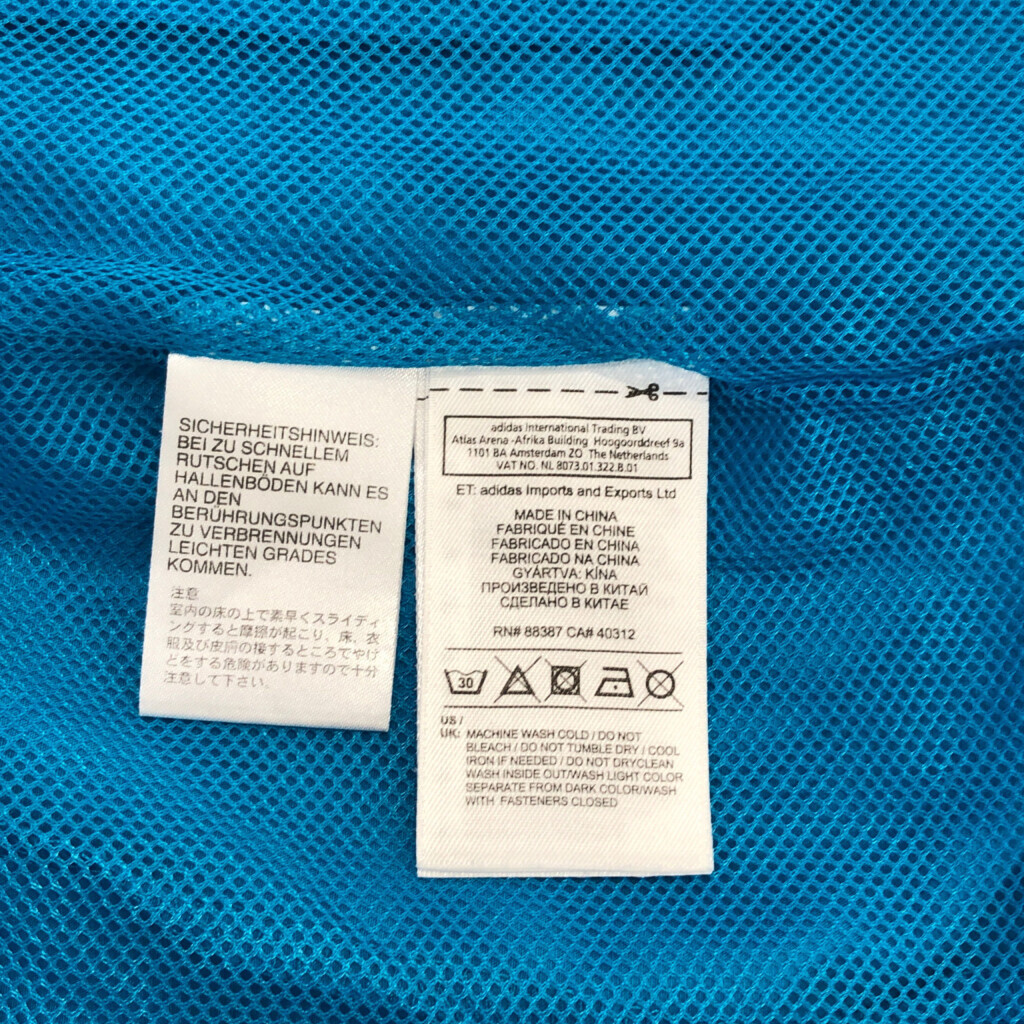 SICHERHEITSHINWEIS:
BEI ZU SCHNELLEM
RUTSCHEN AUF
HALLENBÖDEN KANN ES
AN DEN
BERÜHRUNGSPUNKTEN
ZU VERBRENNUNGEN
LEICHTEN GRADES
KOMMEN.
注意
室内の床の上で素早くスライディ
ングすると摩擦が起こり、床、衣
服及び皮膚の接するところでやけ
どをする危険がありますので十分
注意して下さい。
adidas International Trading BV
Atlas Arena -Afrika Building Hoogoorddreef 9a
1101 BA Amsterdam ZO The Netherlands
VAT NO. NL 8073.01.322.B.01
ET: adidas Imports and Exports Ltd
MADE IN CHINA
FABRIQUÉ EN CHINE
FABRICADO EN CHINA
FABRICADO NA CHINA
GYÁRTVA: KÍNA
ПРОИЗВЕДЕНО В КИТАЙ
СДЕЛАНО В КИТАЕ
RN# 88387 CA# 40312
30
US /
UK: MACHINE WASH COLD / DO NOT
BLEACH / DO NOT TUMBLE DRY / COOL
IRON IF NEEDED / DO NOT DRYCLEAN
WASH INSIDE OUT/WASH LIGHT COLOR
SEPARATE FROM DARK COLOR/WASH
WITH FASTENERS CLOSED